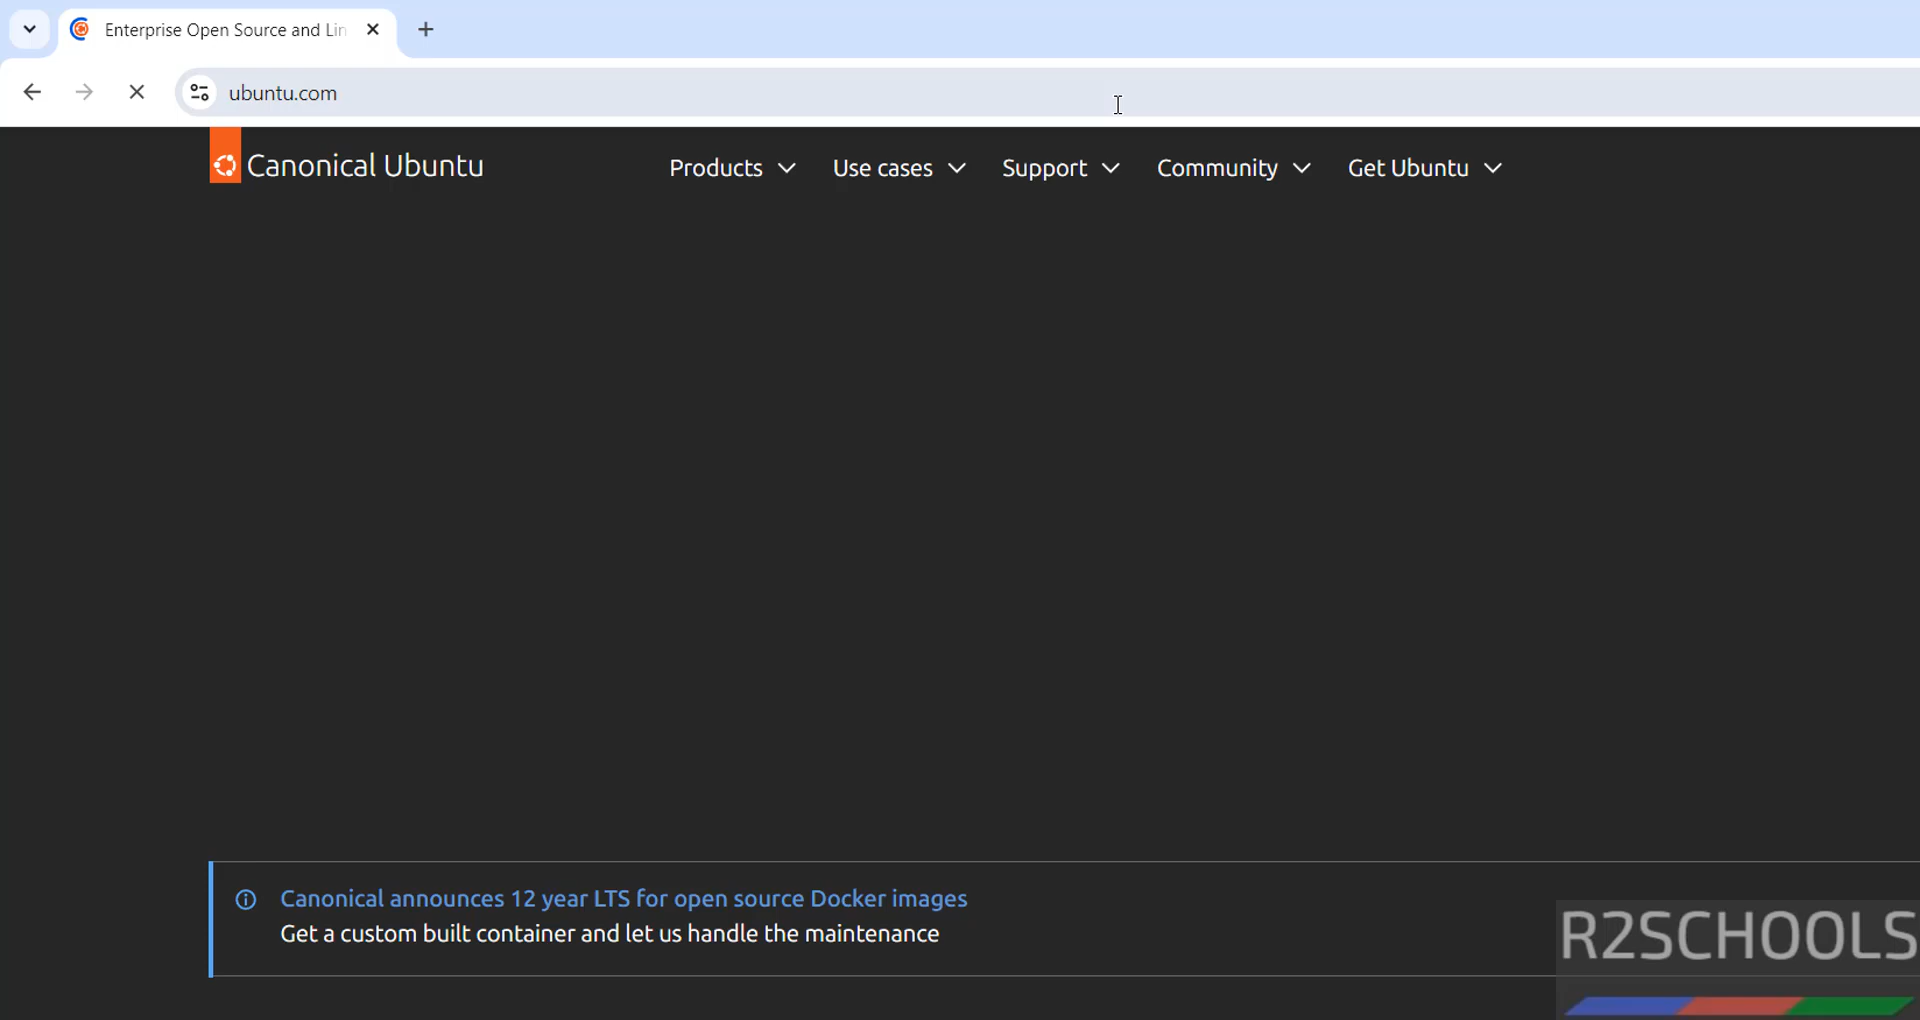 Enterprise Open Source and Lin
ubuntu.com
Canonical Ubuntu
Products
Use cases
Support
Community
Get Ubuntu
Canonical announces 12 year LTS for open source Docker images
Get a custom built container and let us handle the maintenance
R2SCHOOLS